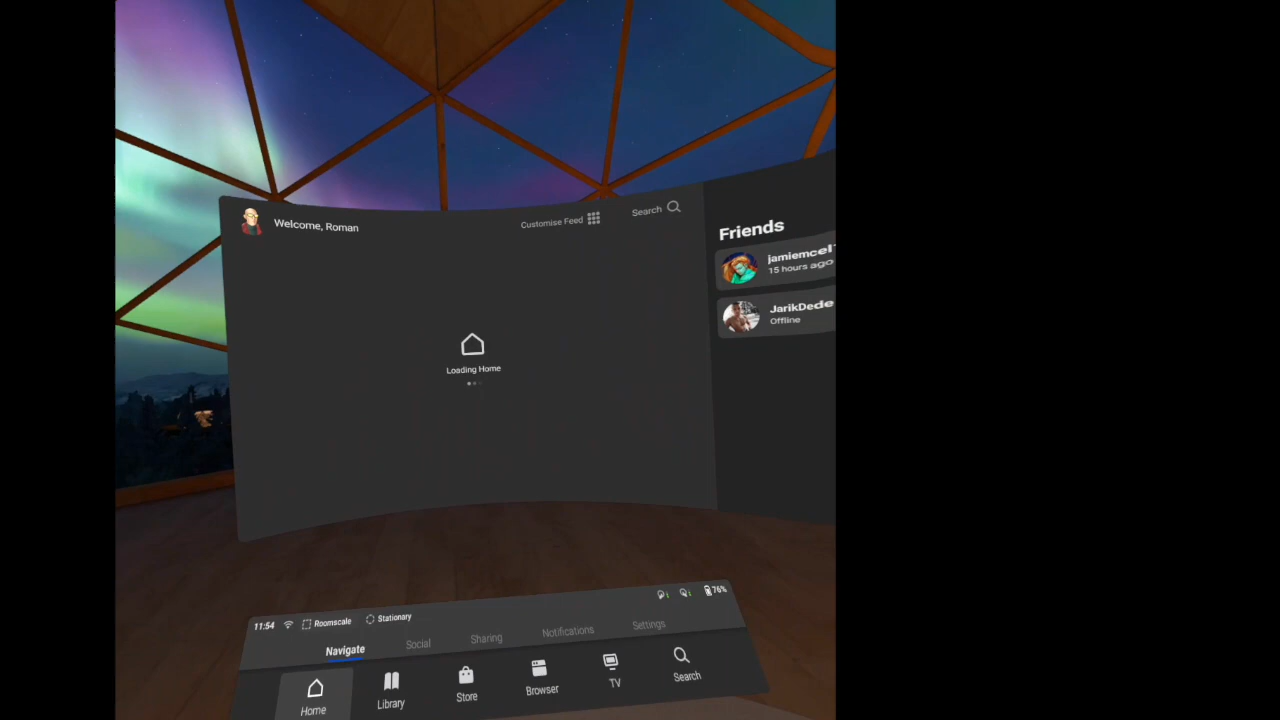 Welcome, Roman
Customise Feed
Search
Friends
15 hours ago
JarikDede
Offline
Loading Home
11:54
Roomscale
Stationary
76%
Navigate
Social
Sharing
Notifications
Settings
Home
Library
Store
Browser
TV
Search